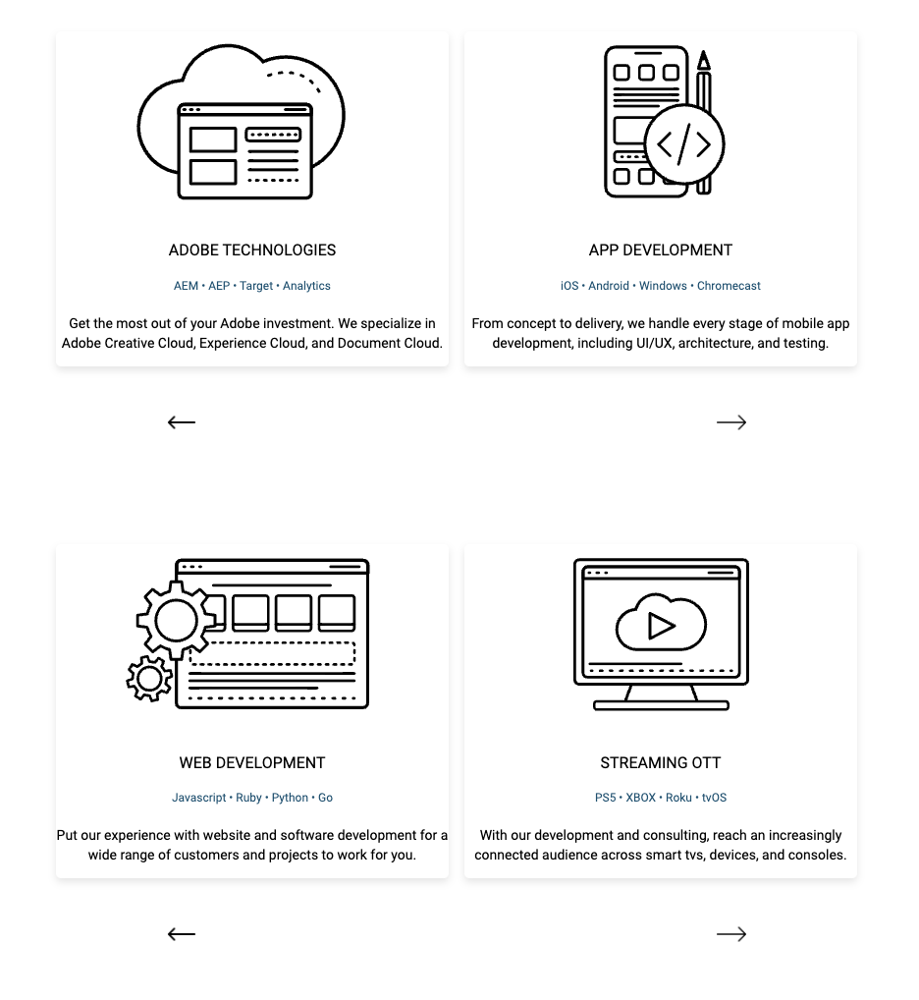 ADOBE TECHNOLOGIES
AEM • AEP • Target • Analytics
Get the most out of your Adobe investment. We specialize in
Adobe Creative Cloud, Experience Cloud, and Document Cloud.
APP DEVELOPMENT
iOS • Android • Windows • Chromecast
From concept to delivery, we handle every stage of mobile app
development, including UI/UX, architecture, and testing.
WEB DEVELOPMENT
Javascript • Ruby • Python • Go
Put our experience with website and software development for a
wide range of customers and projects to work for you.
STREAMING OTT
PS5 • XBOX • Roku • tvOS
With our development and consulting, reach an increasingly
connected audience across smart tvs, devices, and consoles.